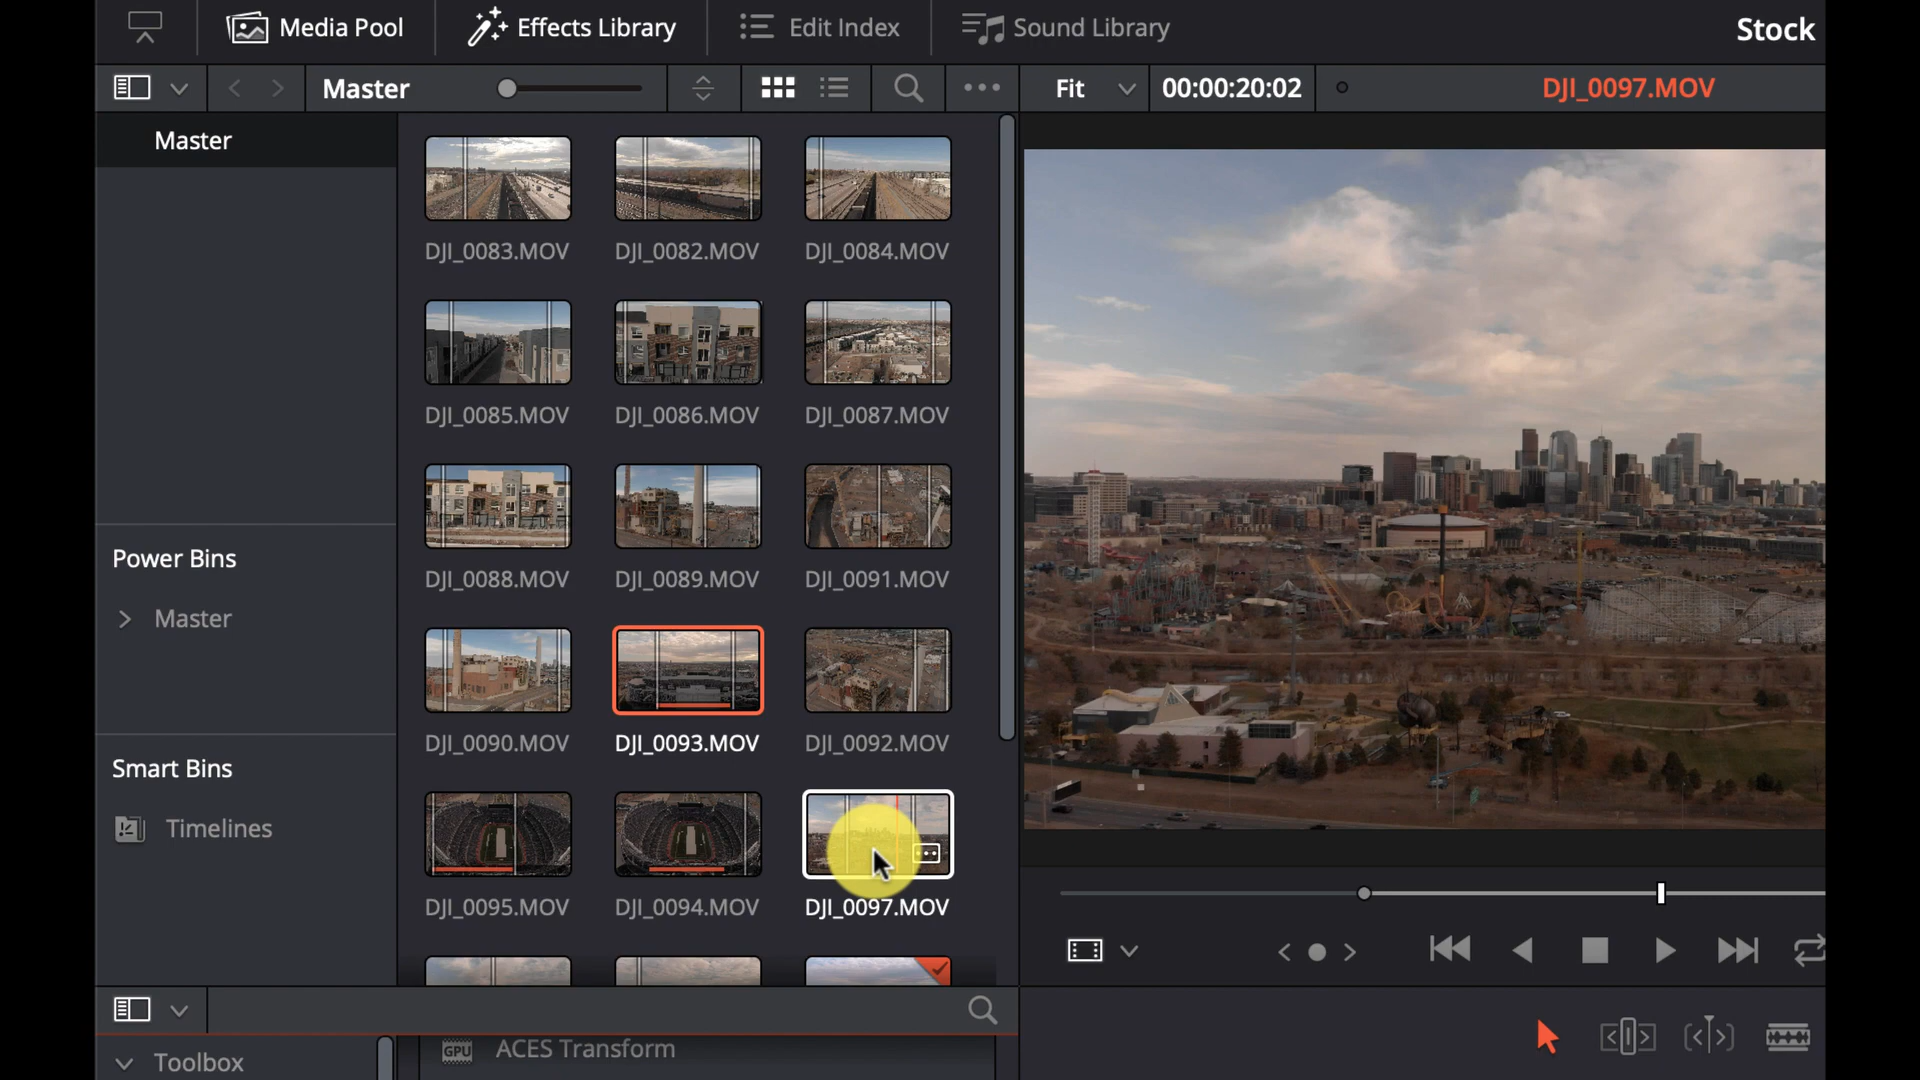 Media Pool
Effects Library
Edit Index
Sound Library
Stock
Master
Fit
00:00:20:02
DJI_0097.MOV
Master
DJI_0083.MOV
DJI_0082.MOV
DJI_0084.MOV
DJI_0085.MOV
DJI_0086.MOV
DJI_0087.MOV
DJI_0088.MOV
DJI_0089.MOV
DJI_0091.MOV
Power Bins
Master
DJI_0090.MOV
DJI_0093.MOV
DJI_0092.MOV
Smart Bins
Timelines
DJI_0095.MOV
DJI_0094.MOV
DJI_0097.MOV
Toolbox
GPU
ACES Transform